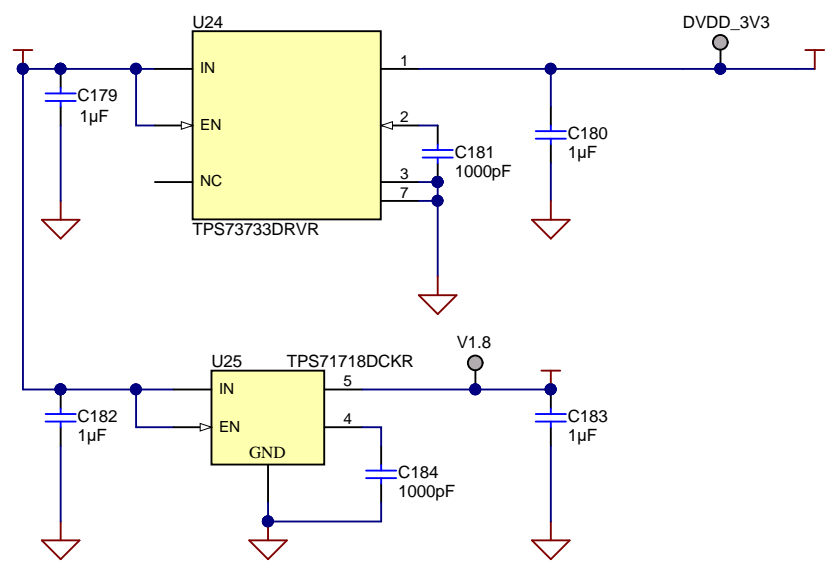 U24
DVDD_3V3
IN
1
C179
1µF
EN
2
C180
1µF
C181
1000pF
NC
3
7
TPS73733DRVR
V1.8
U25
TPS71718DCKR
IN
5
C182
1µF
EN
4
C183
1µF
GND
C184
1000pF